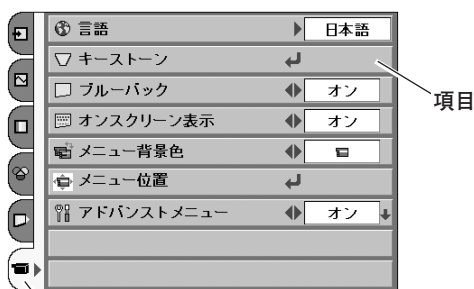 言語 日本語
キーストーン
項目
ブルーバック オン
オンスクリーン表示 オン
メニュー背景色
メニュー位置
アドバンストメニュー オン